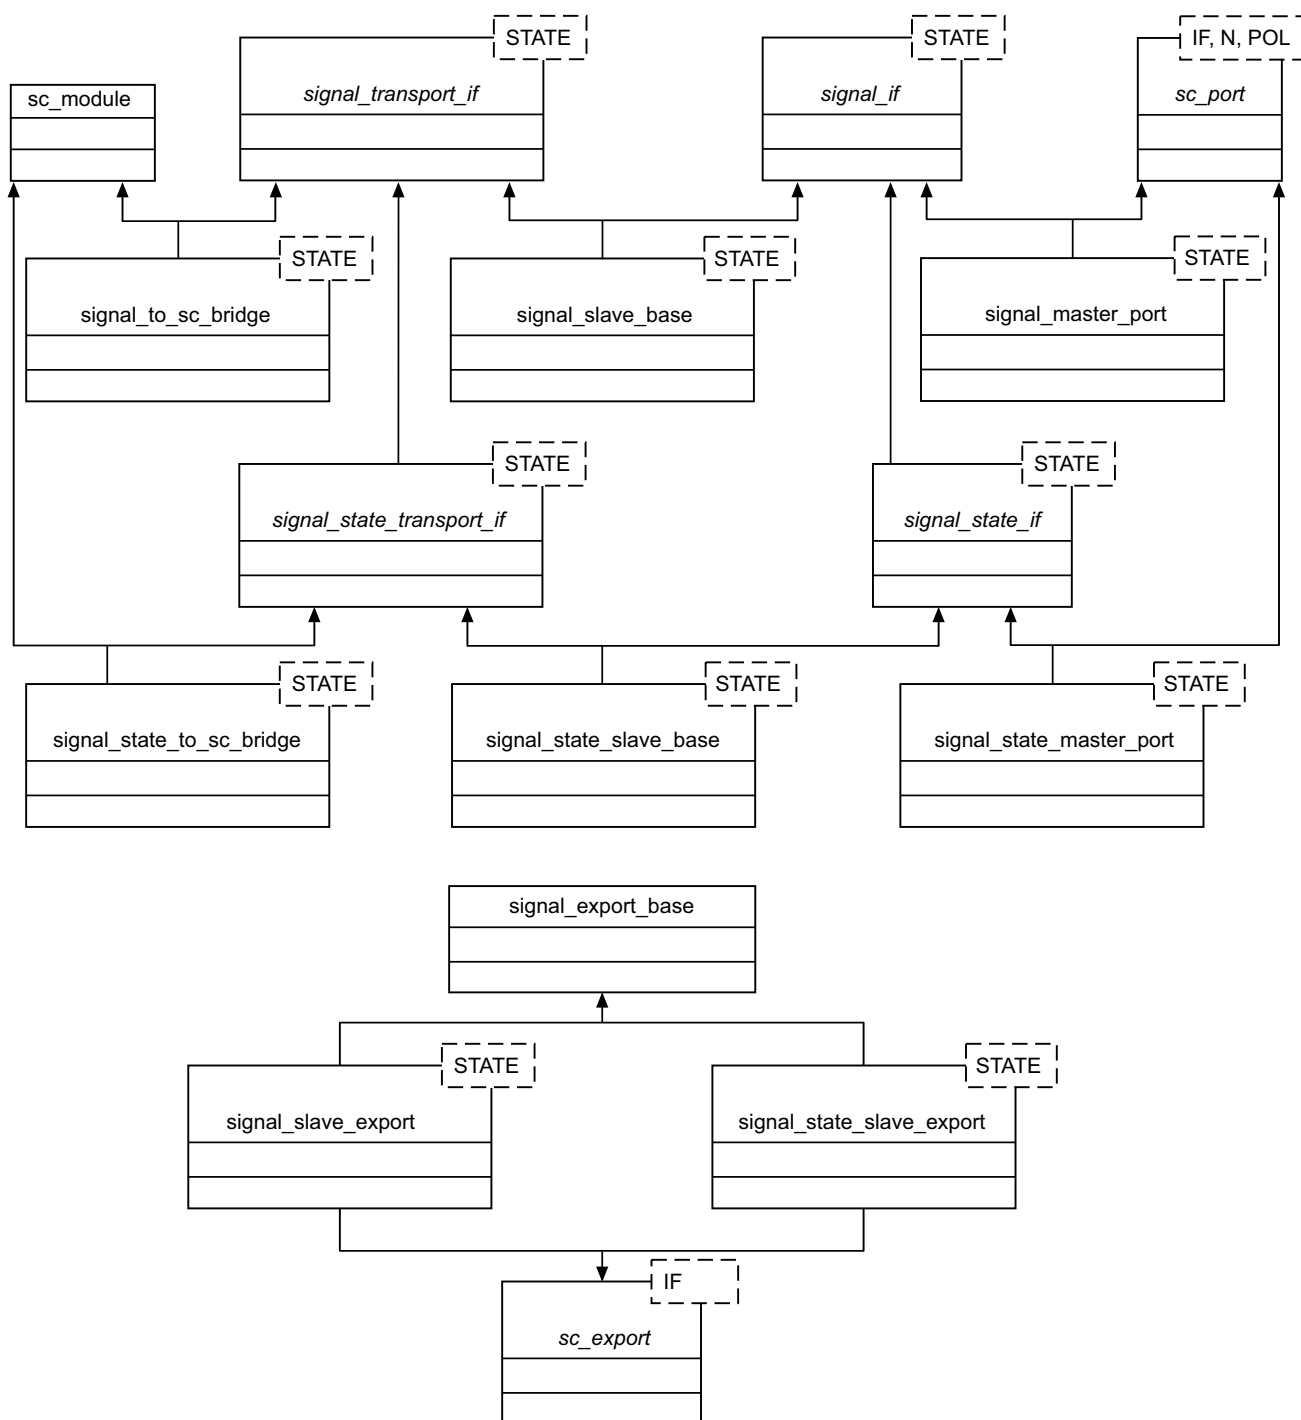 STATE
STATE
IF, N, POL
sc_module
signal_transport_if
signal_if
sc_port
STATE
STATE
STATE
signal_to_sc_bridge
signal_slave_base
signal_master_port
STATE
STATE
signal_state_transport_if
signal_state_if
STATE
STATE
STATE
signal_state_to_sc_bridge
signal_state_slave_base
signal_state_master_port
signal_export_base
STATE
STATE
signal_slave_export
signal_state_slave_export
IF
sc_export